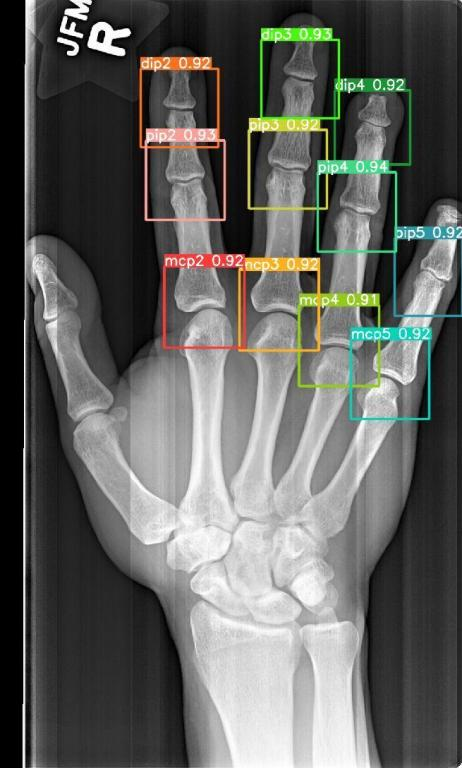 JFM
R
dip3 0.93
dip2 0.92
dip4 0.92
pip3 0.92
pip2 0.93
pip4 0.94
pip5 0.92
mcp2 0.92
mcp3 0.92
mcp4 0.91
mcp5 0.92